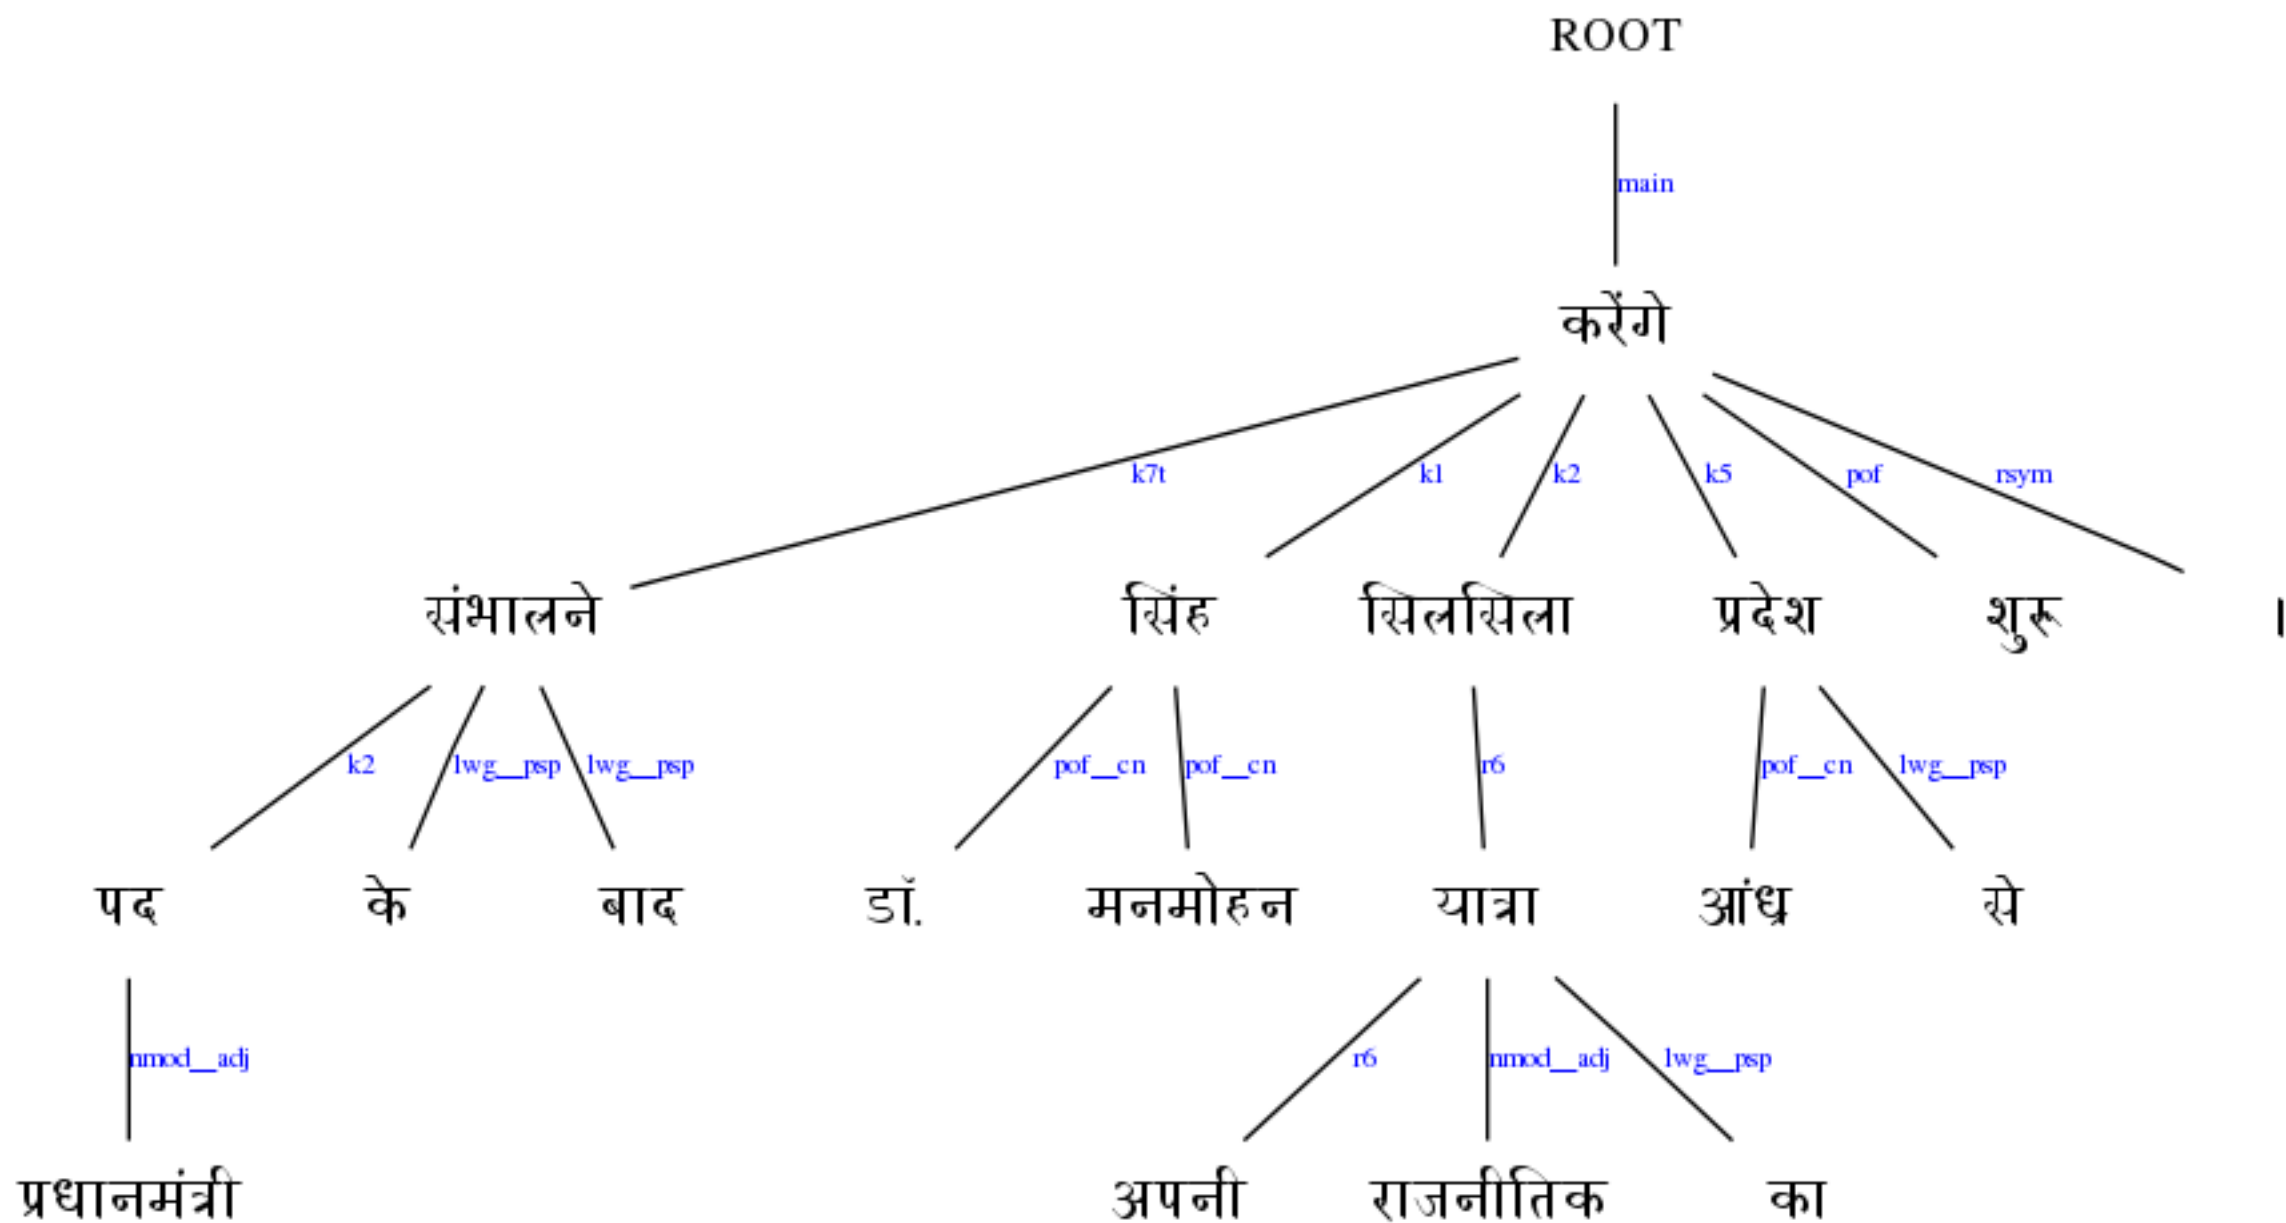 ROOT
main
करेंगे
k7t k1 k2 k5 pof rsym
संभालने सिंह सिलसिला प्रदेश शुरू ।
k2 lwg__psp lwg__psp pof__cn pof__cn r6 pof__cn lwg__psp
पद के बाद डॉ. मनमोहन यात्रा आंध्र से
nmod__adj r6 nmod__adj lwg__psp
प्रधानमंत्री अपनी राजनीतिक का